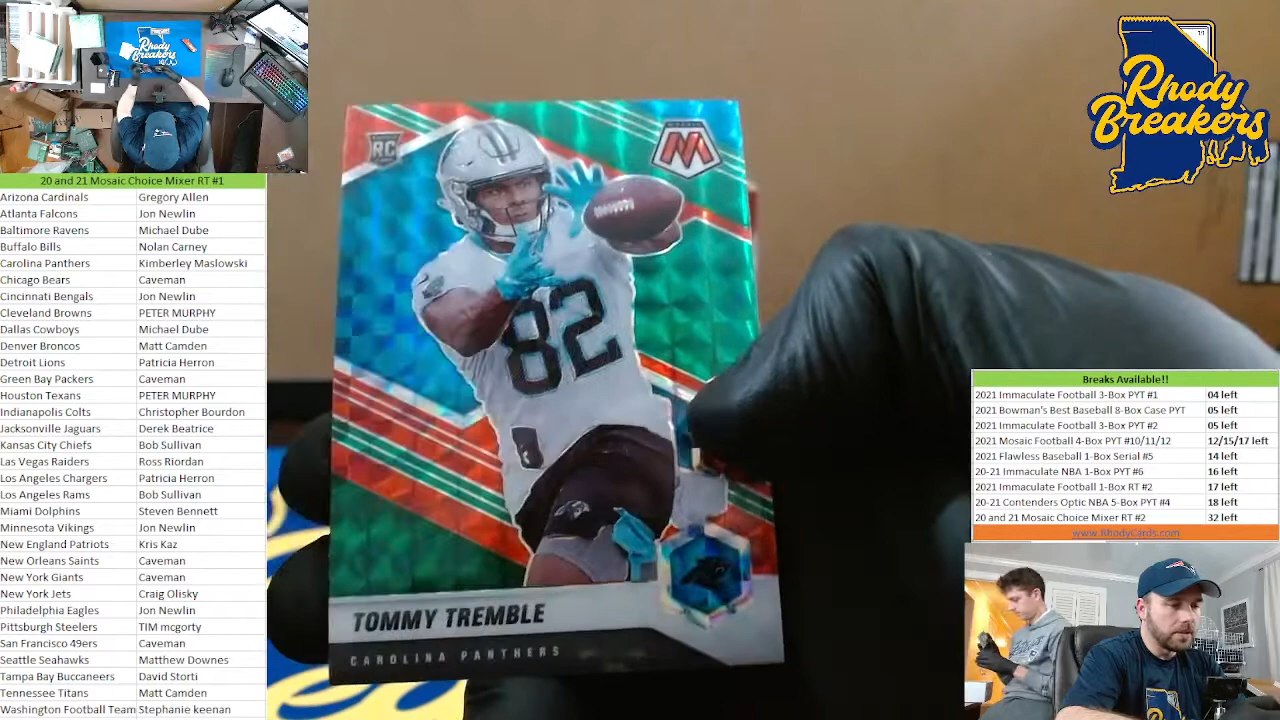 Rhody
Breakers
Rhody
Breakers
20 and 21 Mosaic Choice Mixer RT #1
Arizona Cardinals Gregory Allen
Atlanta Falcons Jon Newlin
Baltimore Ravens Michael Dube
Buffalo Bills Nolan Carney
Carolina Panthers Kimberley Maslowski
Chicago Bears Caveman
Cincinnati Bengals Jon Newlin
Cleveland Browns PETER MURPHY
Dallas Cowboys Michael Dube
Denver Broncos Matt Camden
Detroit Lions Patricia Herron
Green Bay Packers Caveman
Houston Texans PETER MURPHY
Indianapolis Colts Christopher Bourdon
Jacksonville Jaguars Derek Beatrice
Kansas City Chiefs Bob Sullivan
Las Vegas Raiders Ross Riordan
Los Angeles Chargers Patricia Herron
Los Angeles Rams Bob Sullivan
Miami Dolphins Steven Bennett
Minnesota Vikings Jon Newlin
New England Patriots Kris Kaz
New Orleans Saints Caveman
New York Giants Caveman
New York Jets Craig Olisky
Philadelphia Eagles Jon Newlin
Pittsburgh Steelers TIM mcgorty
San Francisco 49ers Caveman
Seattle Seahawks Matthew Downes
Tampa Bay Buccaneers David Storti
Tennessee Titans Matt Camden
Washington Football Team Stephanie keenan
RC
MOSAIC
M
82
TOMMY TREMBLE
CAROLINA PANTHERS
Breaks Available!!
2021 Immaculate Football 3-Box PYT #1 04 left
2021 Bowman's Best Baseball 8-Box Case PYT 05 left
2021 Immaculate Football 3-Box PYT #2 05 left
2021 Mosaic Football 4-Box PYT #10/11/12 12/15/17 left
2021 Flawless Baseball 1-Box Serial #5 14 left
20-21 Immaculate NBA 1-Box PYT #6 16 left
2021 Immaculate Football 1-Box RT #2 17 left
20-21 Contenders Optic NBA 5-Box PYT #4 18 left
20 and 21 Mosaic Choice Mixer RT #2 32 left
www.RhodyCards.com